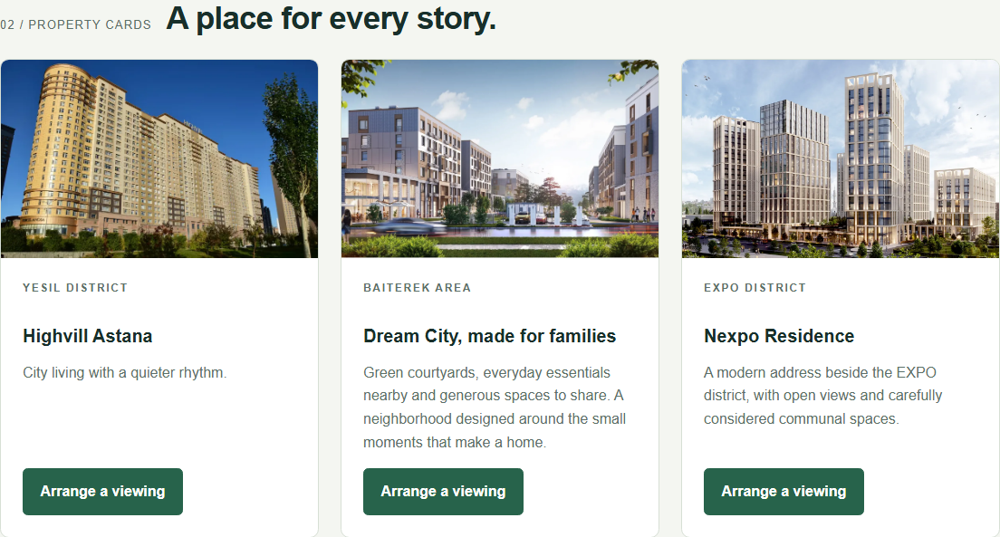 02 / PROPERTY CARDS A place for every story.
YESIL DISTRICT
Highvill Astana
City living with a quieter rhythm.
Arrange a viewing
BAITEREK AREA
Dream City, made for families
Green courtyards, everyday essentials
nearby and generous spaces to share. A
neighborhood designed around the small
moments that make a home.
Arrange a viewing
EXPO DISTRICT
Nexpo Residence
A modern address beside the EXPO
district, with open views and carefully
considered communal spaces.
Arrange a viewing